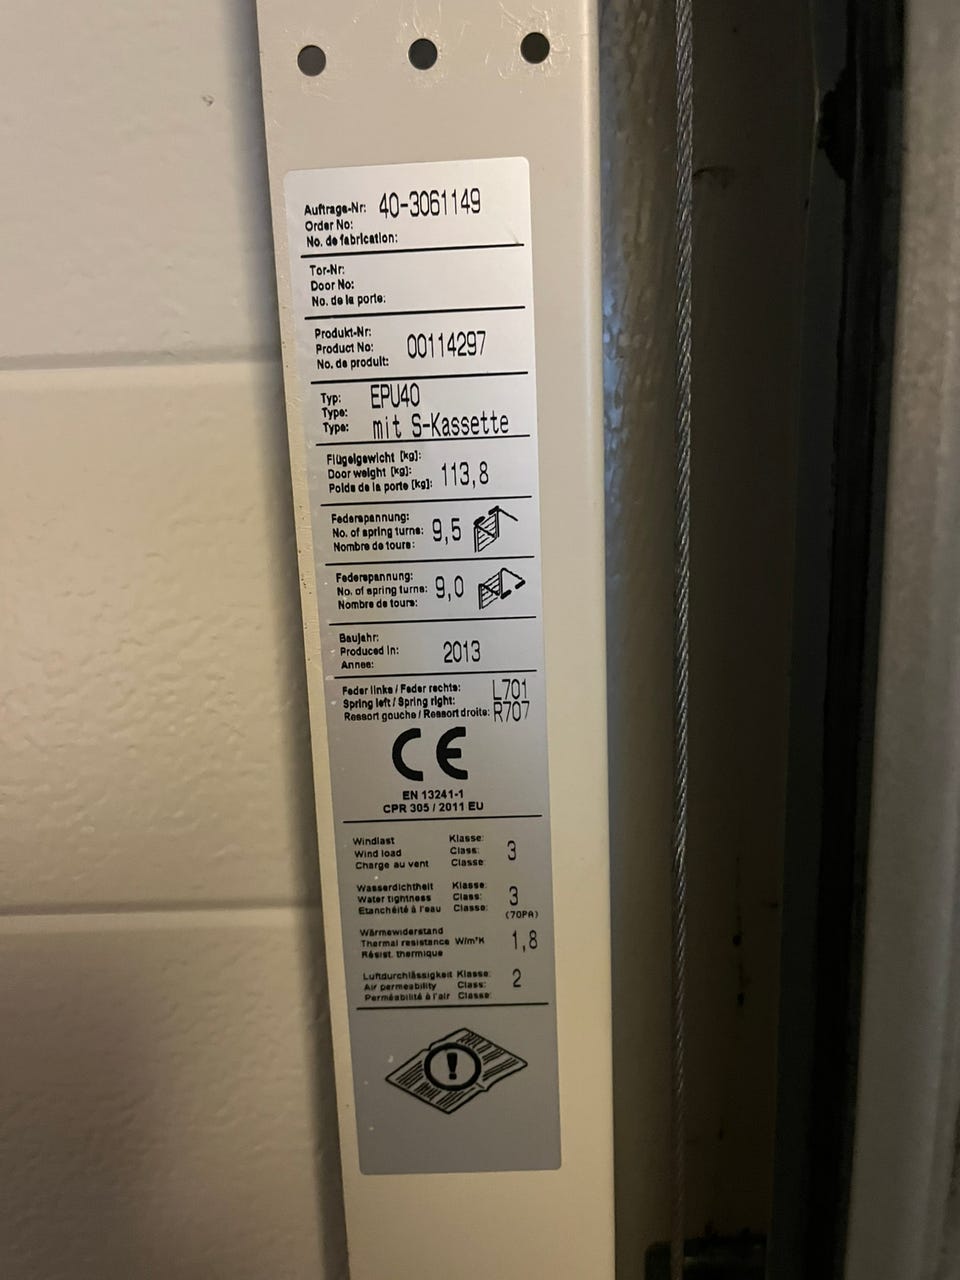 Auftrags-Nr: 40-3061149
Order No:
No. de fabrication:
Tor-Nr:
Door No:
No. de la porte:
Produkt-Nr:
Product No: 00114297
No. de produit:
Typ: EPU40
Type:
Type: mit S-Kassette
Flügelgewicht [kg]:
Door weight [kg]: 113,8
Poids de la porte [kg]:
Federspannung:
No. of spring turns: 9,5
Nombre de tours:
Federspannung:
No. of spring turns: 9,0
Nombre de tours:
Baujahr:
Produced in: 2013
Annee:
Feder links / Feder rechts: L701
Spring left / Spring right:
Ressort gauche / Ressort droite: R707
CE
EN 13241-1
CPR 305 / 2011 EU
Windlast Klasse:
Wind load Class: 3
Charge au vent Classe:
Wasserdichtheit Klasse:
Water tightness Class: 3
Etanchéité à l'eau Classe: (70PA)
Wärmewiderstand
Thermal resistance W/m²K 1,8
Résist. thermique
Luftdurchlässigkeit Klasse:
Air permeability Class: 2
Perméabilité à l'air Classe: